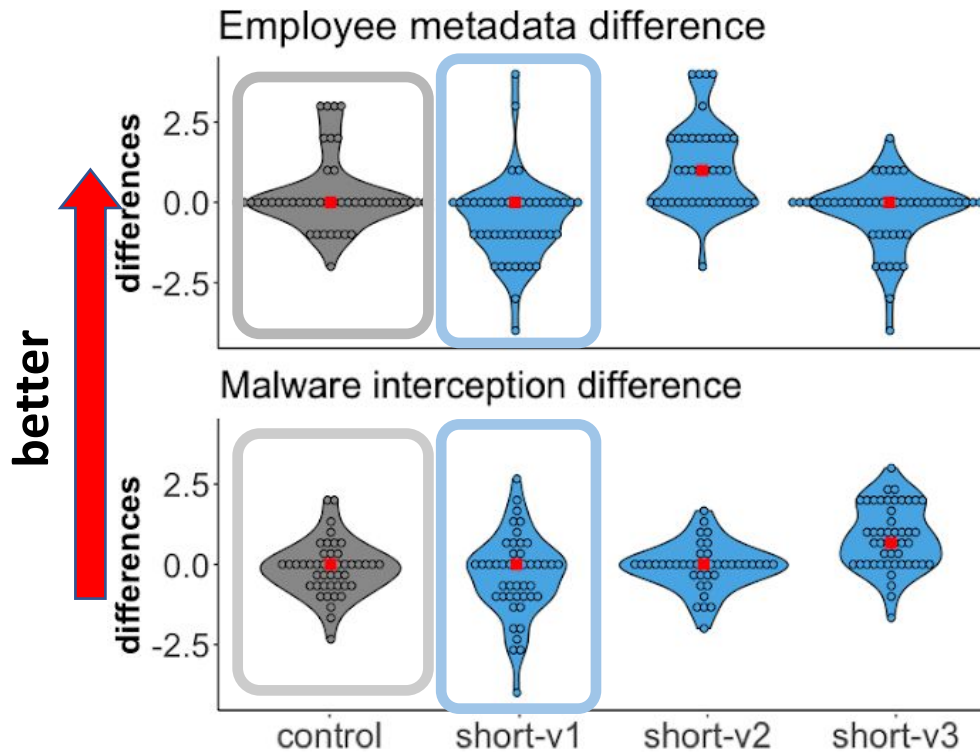 Employee metadata difference
2.5
0.0
-2.5
differences
better
Malware interception difference
2.5
0.0
-2.5
differences
control short-v1 short-v2 short-v3